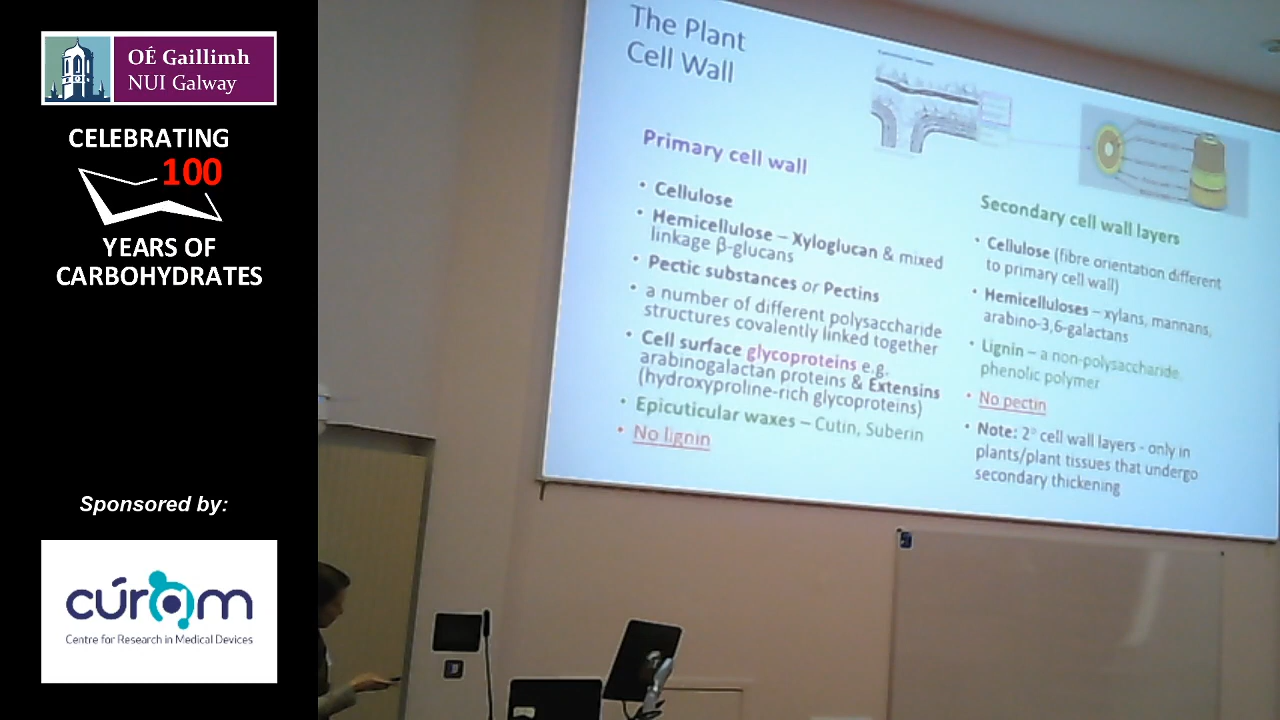 OÉ Gaillimh
NUI Galway
CELEBRATING
100
YEARS OF
CARBOHYDRATES
Sponsored by:
cúram
Centre for Research in Medical Devices
The Plant
Cell Wall
Primary cell wall
• Cellulose
• Hemicellulose – Xyloglucan & mixed
linkage β-glucans
• Pectic substances or Pectins
• a number of different polysaccharide
structures covalently linked together
• Cell surface glycoproteins e.g.
arabinogalactan proteins & Extensins
(hydroxyproline-rich glycoproteins)
• Epicuticular waxes – Cutin, Suberin
• No lignin
Secondary cell wall layers
• Cellulose (fibre orientation different
to primary cell wall)
• Hemicelluloses – xylans, mannans,
arabino-3,6-galactans
• Lignin – a non-polysaccharide,
phenolic polymer
• No pectin
• Note: 2° cell wall layers - only in
plants/plant tissues that undergo
secondary thickening